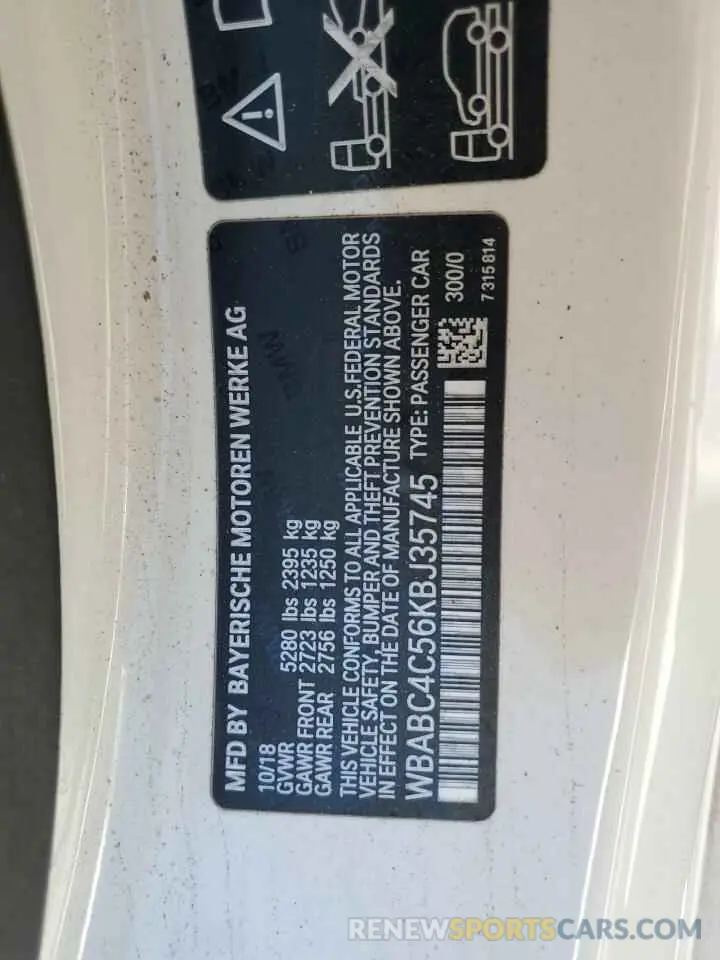 MFD BY BAYERISCHE MOTOREN WERKE AG
10/18
GVWR 5280 lbs 2395 kg
GAWR FRONT 2723 lbs 1235 kg
GAWR REAR 2756 lbs 1250 kg
THIS VEHICLE CONFORMS TO ALL APPLICABLE U.S.FEDERAL MOTOR
VEHICLE SAFETY, BUMPER AND THEFT PREVENTION STANDARDS
IN EFFECT ON THE DATE OF MANUFACTURE SHOWN ABOVE.
WBABC4C56KBJ35745 TYPE: PASSENGER CAR
300/0
7 315 814
RENEWSPORTSCARS.COM